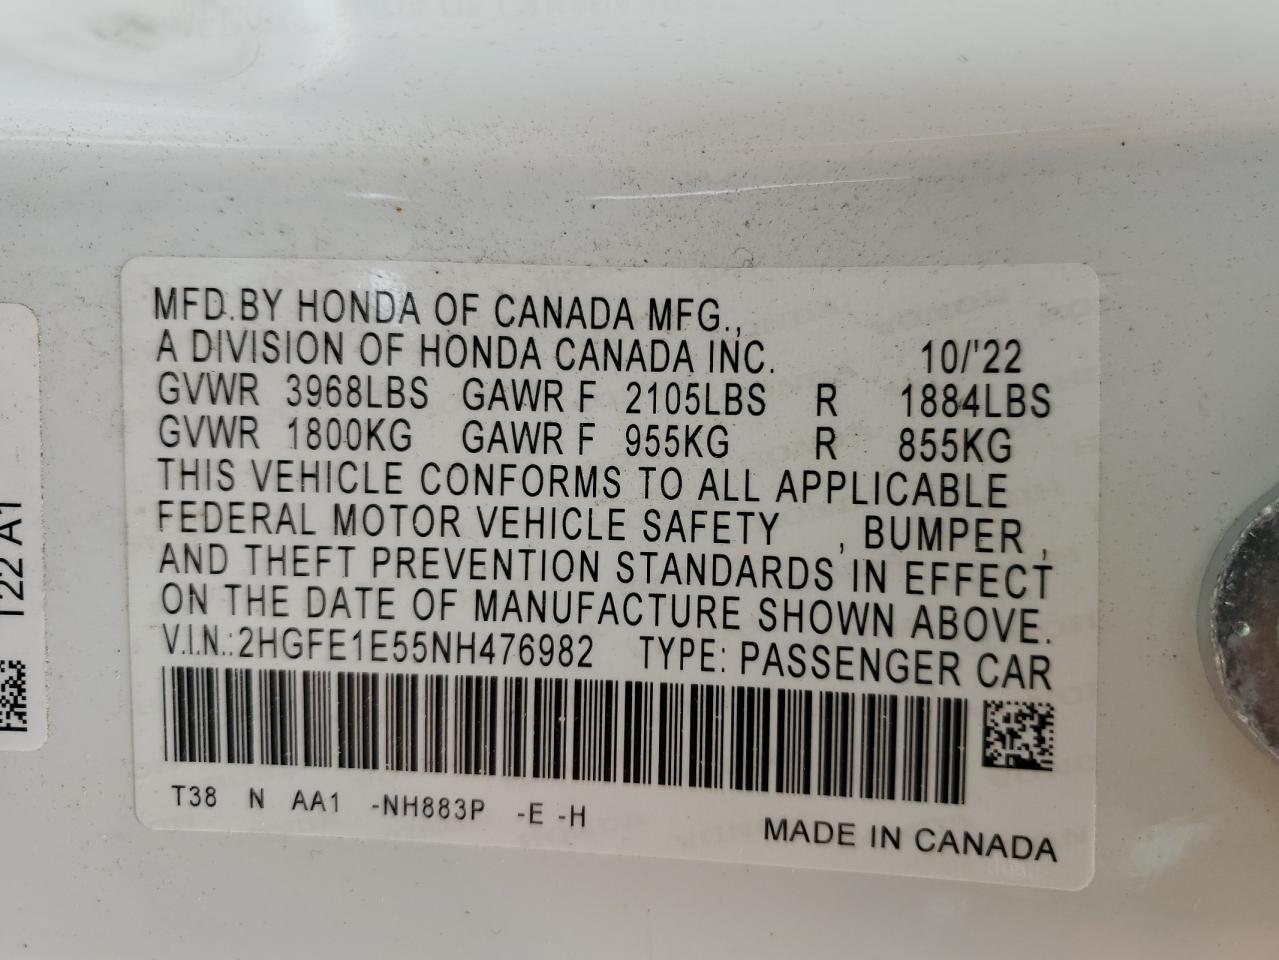 MFD.BY HONDA OF CANADA MFG.,
A DIVISION OF HONDA CANADA INC. 10/'22
GVWR 3968LBS GAWR F 2105LBS R 1884LBS
GVWR 1800KG GAWR F 955KG R 855KG
THIS VEHICLE CONFORMS TO ALL APPLICABLE
FEDERAL MOTOR VEHICLE SAFETY , BUMPER ,
AND THEFT PREVENTION STANDARDS IN EFFECT
ON THE DATE OF MANUFACTURE SHOWN ABOVE.
V.I.N.:2HGFE1E55NH476982 TYPE: PASSENGER CAR
T38 N AA1 -NH883P -E -H
MADE IN CANADA